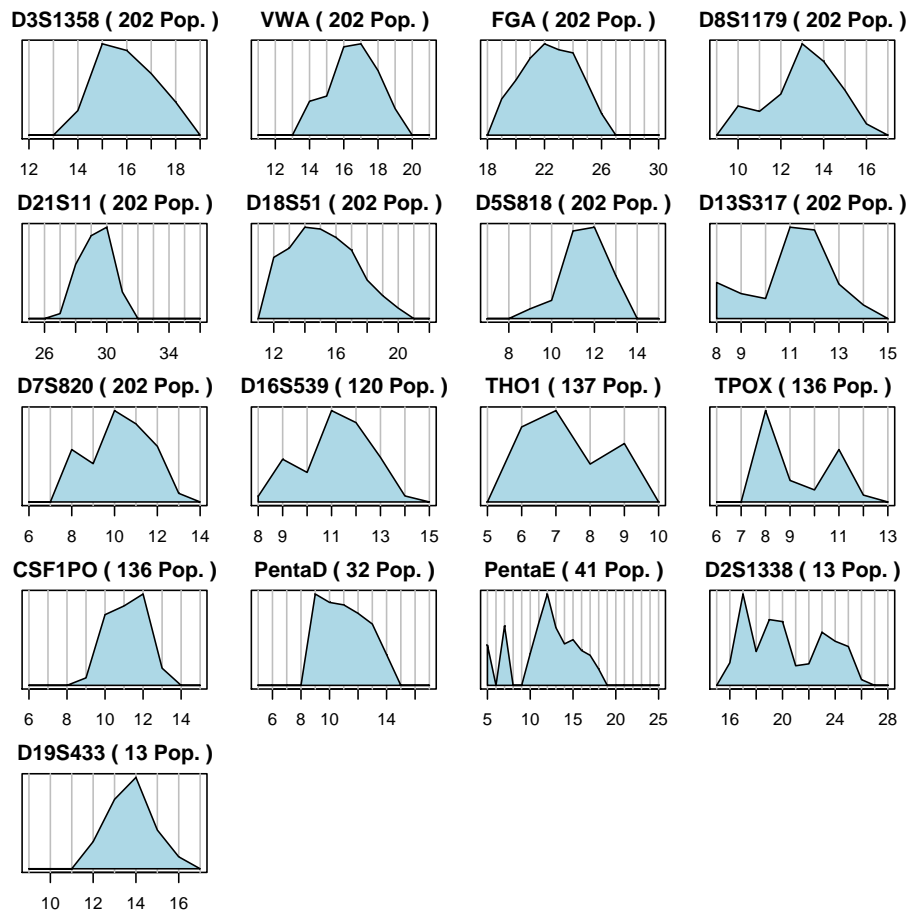 D3S1358 ( 202 Pop. ) VWA ( 202 Pop. ) FGA ( 202 Pop. ) D8S1179 ( 202 Pop. )
12 14 16 18 12 14 16 18 20 18 20 22 24 26 28 30 10 12 14 16
D21S11 ( 202 Pop. ) D18S51 ( 202 Pop. ) D5S818 ( 202 Pop. ) D13S317 ( 202 Pop. )
26 30 34 12 16 20 8 10 12 14 8 9 11 13 15
D7S820 ( 202 Pop. ) D16S539 ( 120 Pop. ) THO1 ( 137 Pop. ) TPOX ( 136 Pop. )
6 8 10 12 14 8 9 11 13 15 5 6 7 8 9 10 6 7 8 9 11 13
CSF1PO ( 136 Pop. ) PentaD ( 32 Pop. ) PentaE ( 41 Pop. ) D2S1338 ( 13 Pop. )
6 8 10 12 14 6 8 10 14 5 10 15 20 25 16 20 24 28
D19S433 ( 13 Pop. )
10 12 14 16